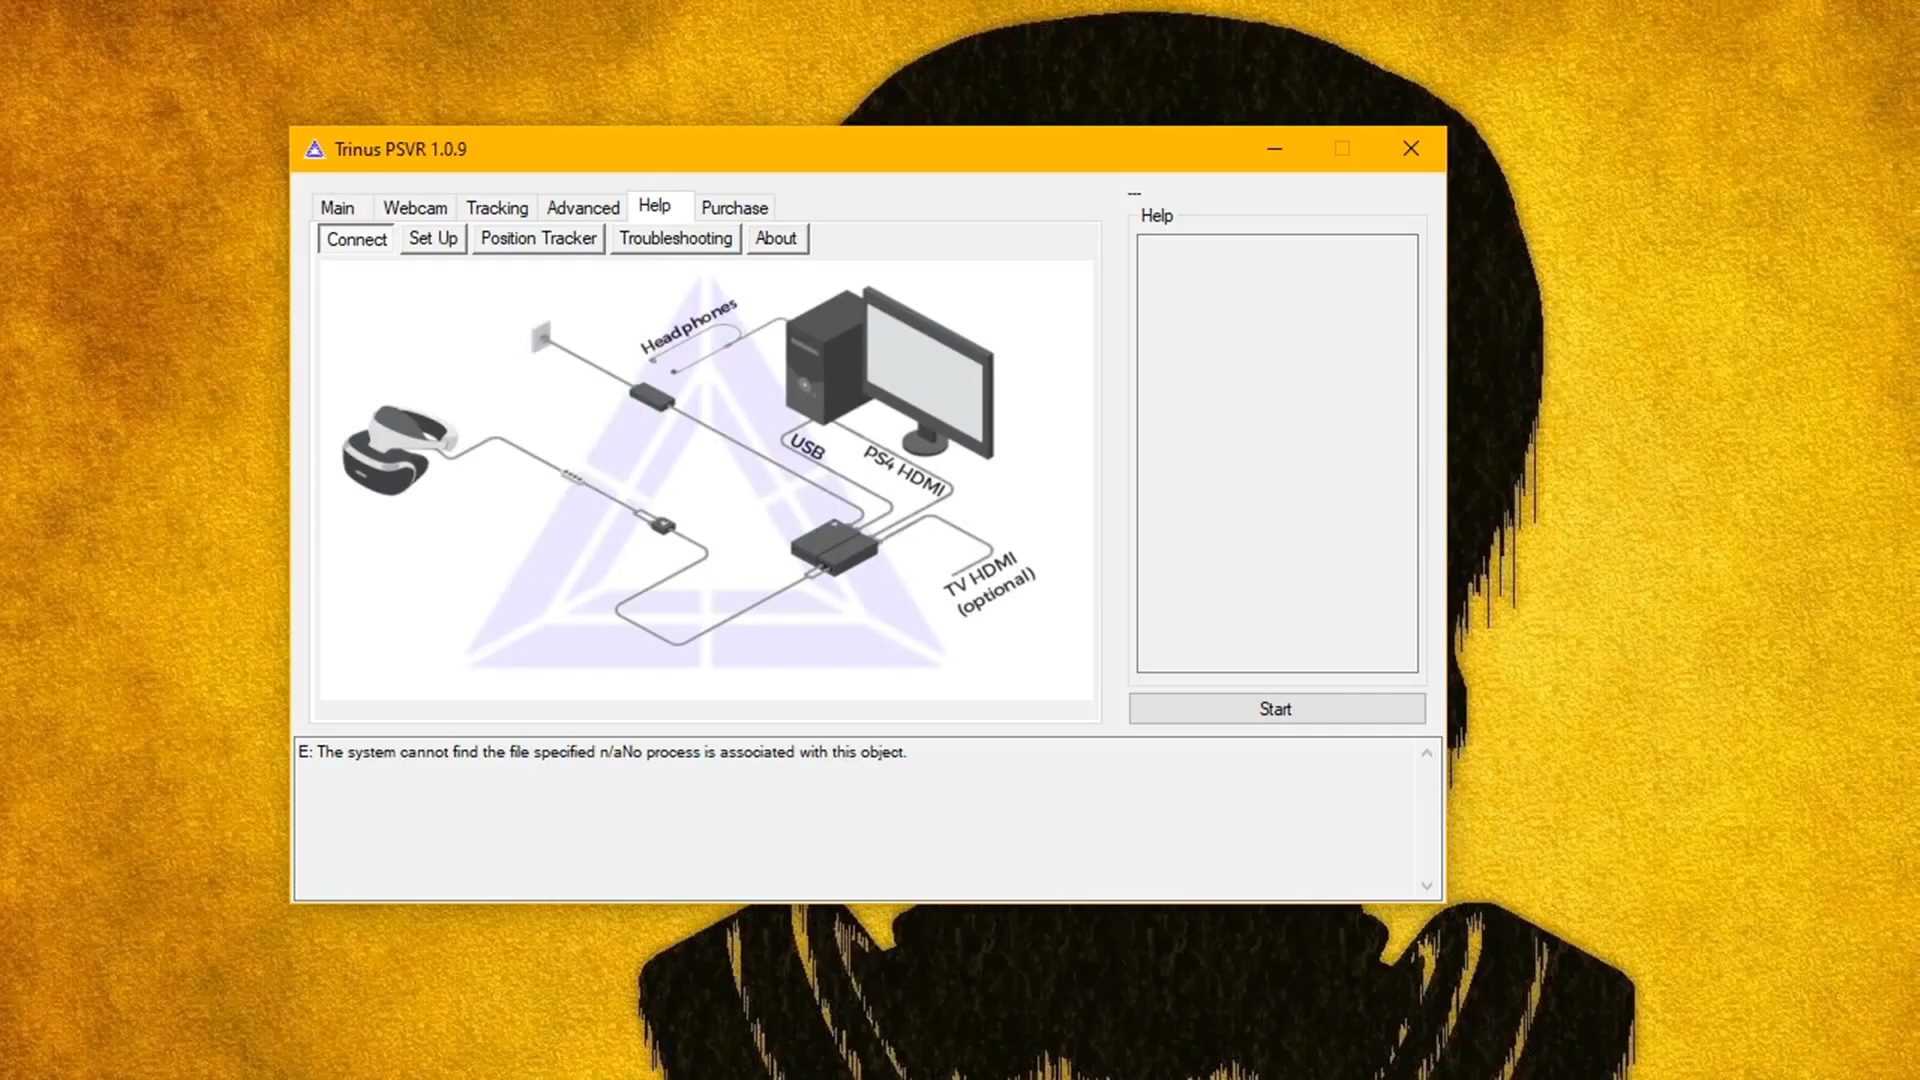 Trinus PSVR 1.0.9
Main Webcam Tracking Advanced Help Purchase
Connect Set Up Position Tracker Troubleshooting About
---
Help
Headphones
USB
PS4 HDMI
TV HDMI
(optional)
Start
E: The system cannot find the file specified n/aNo process is associated with this object.